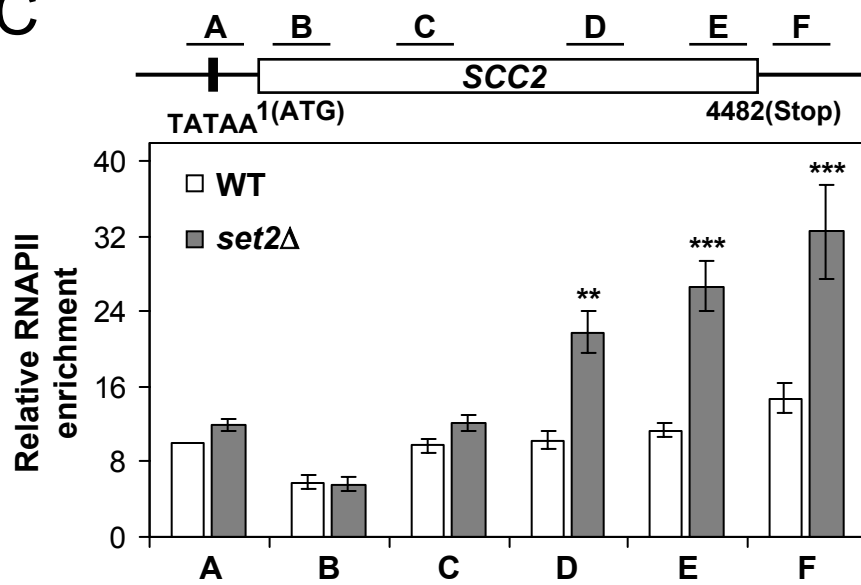 C
A B C D E F
SCC2
TATAA 1(ATG) 4482(Stop)
40
32
24
16
8
0
Relative RNAPII
enrichment
WT
set2Δ
**
***
***
A B C D E F